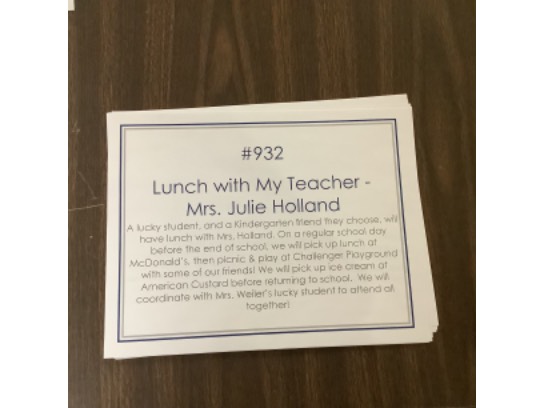 #932
Lunch with My Teacher -
Mrs. Julie Holland
A lucky student, and a Kindergarten friend they choose, will
have lunch with Mrs. Holland. On a regular school day
before the end of school, we will pick up lunch at
McDonald's, then picnic & play at Challenger Playground
with some of our friends! We will pick up ice cream at
American Custard before returning to school. We will
coordinate with Mrs. Weiler's lucky student to attend all
together!